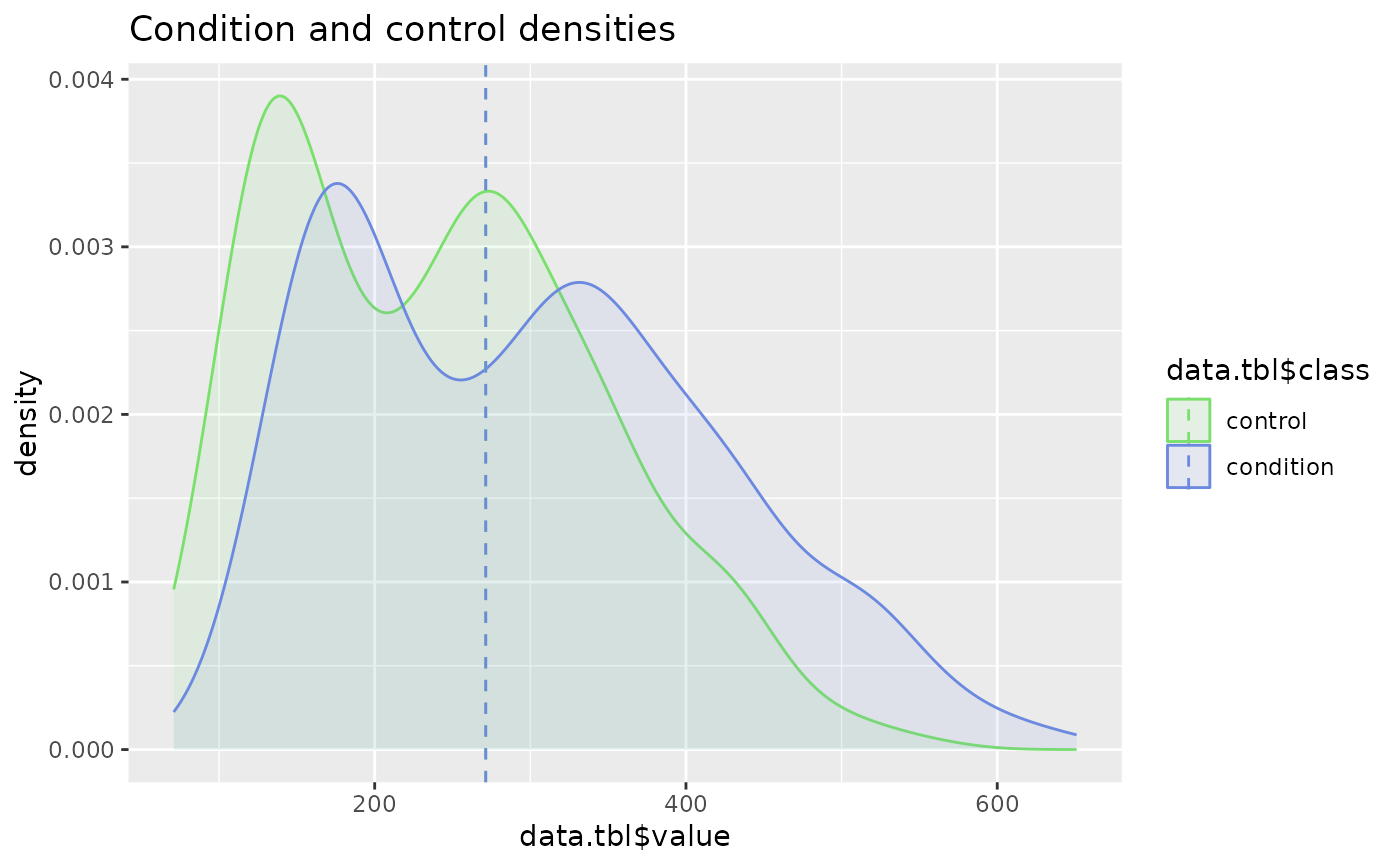 Condition and control densities
0.004
0.003
0.002
0.001
0.000
density
200
400
600
data.tbl$value
data.tbl$class
control
condition